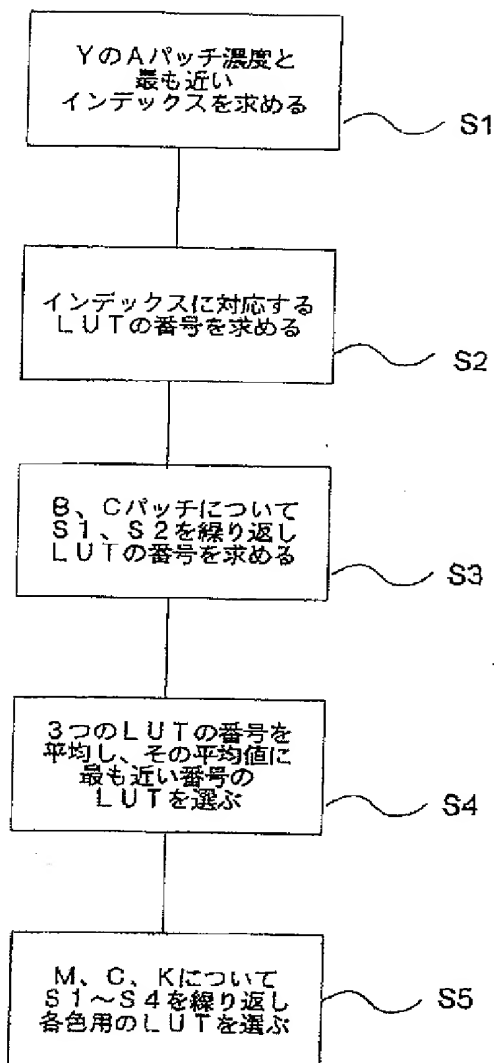 YのAパッチ濃度と
最も近い
インデックスを求める
S1
インデックスに対応する
LUTの番号を求める
S2
B、Cパッチについて
S1、S2を繰り返し
LUTの番号を求める
S3
3つのLUTの番号を
平均し、その平均値に
最も近い番号の
LUTを選ぶ
S4
M、C、Kについて
S1～S4を繰り返し
各色用のLUTを選ぶ
S5